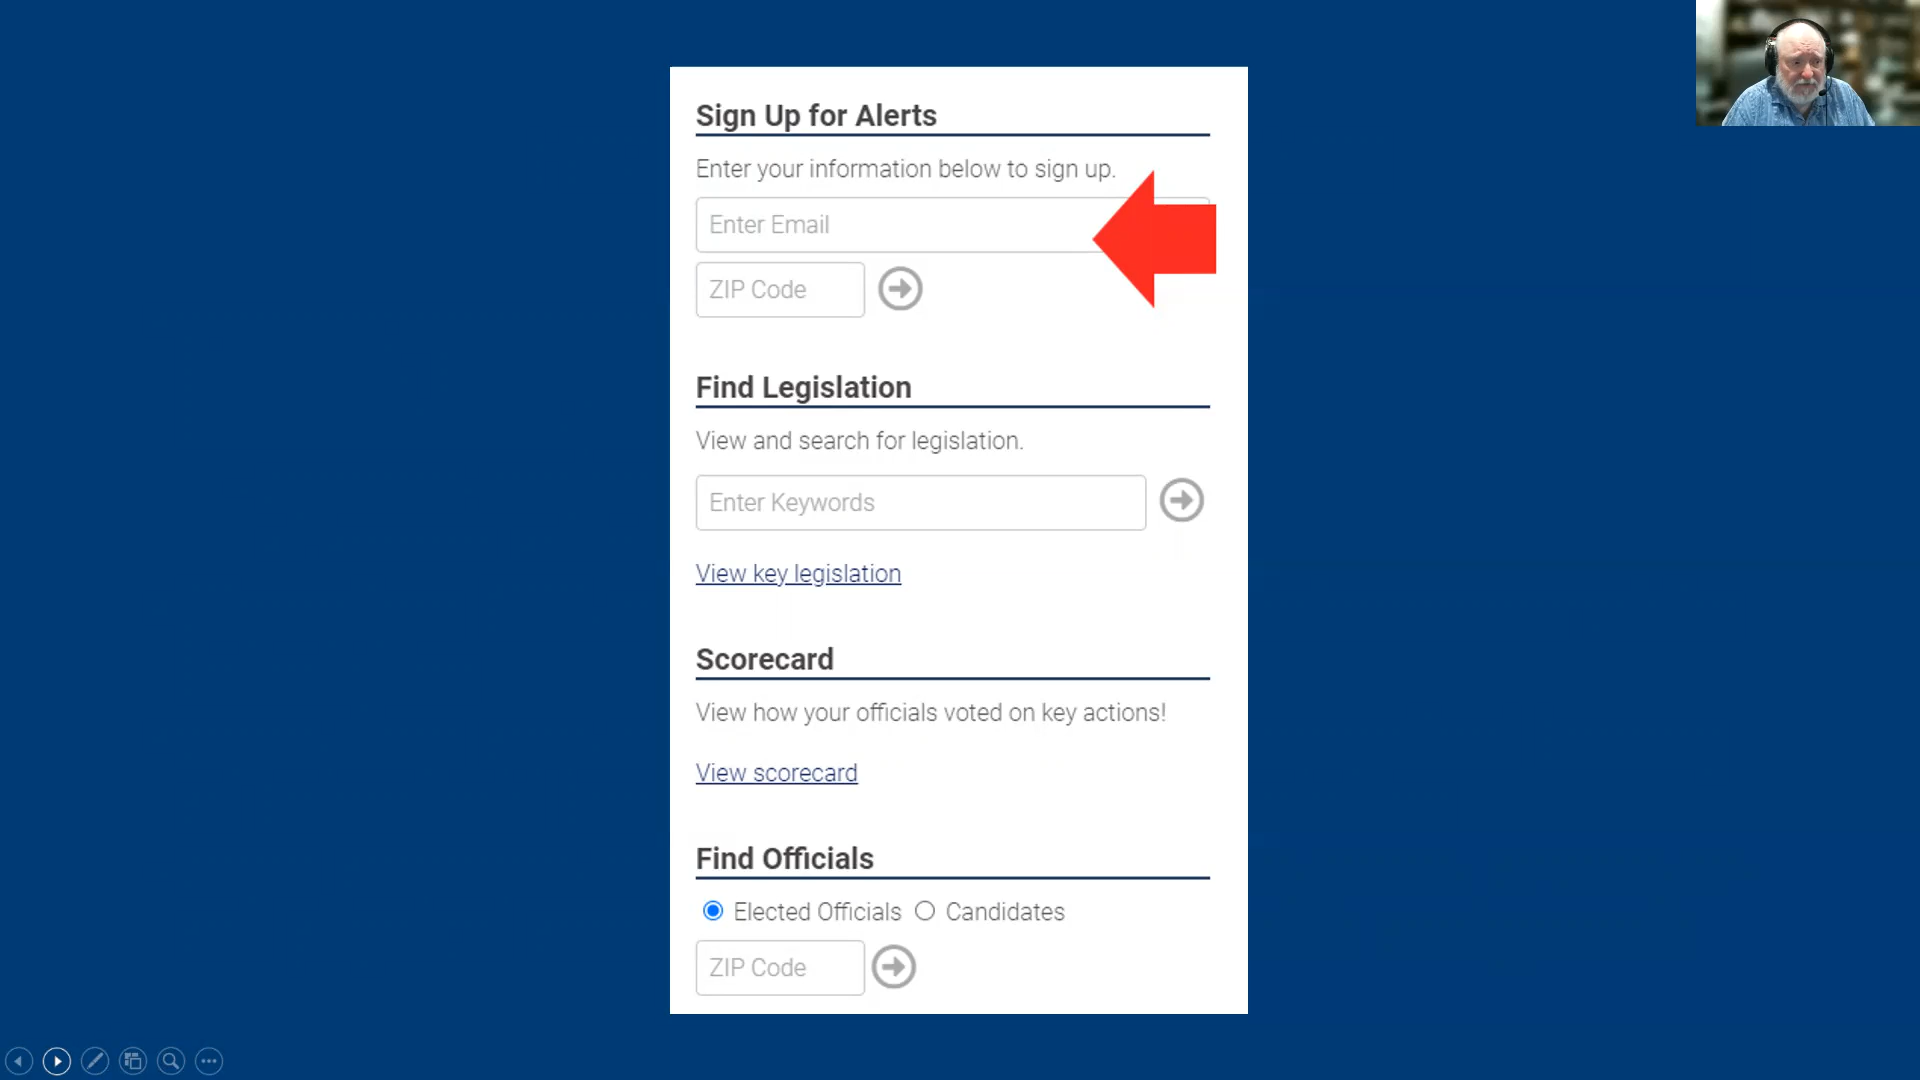 Sign Up for Alerts
Enter your information below to sign up.
Enter Email
ZIP Code
Find Legislation
View and search for legislation.
Enter Keywords
View key legislation
Scorecard
View how your officials voted on key actions!
View scorecard
Find Officials
Elected Officials Candidates
ZIP Code